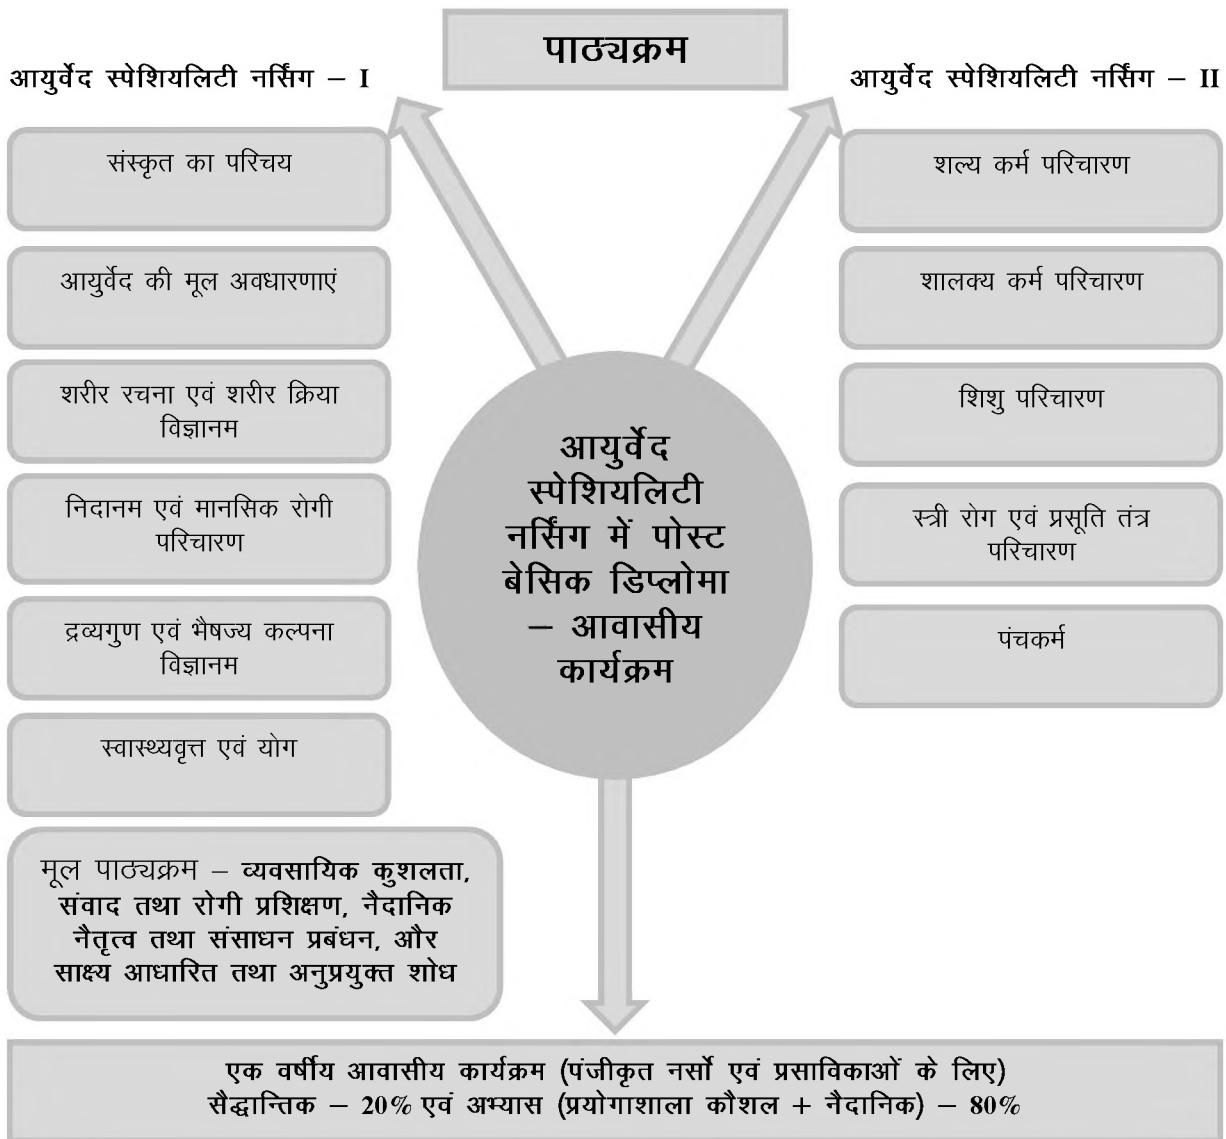 पाठ्यक्रम
आयुर्वेद स्पेशियलिटी नर्सिंग – I
संस्कृत का परिचय
आयुर्वेद की मूल अवधारणाएं
शरीर रचना एवं शरीर क्रिया
विज्ञानम
निदानम एवं मानसिक रोगी
परिचारण
द्रव्यगुण एवं भैषज्य कल्पना
विज्ञानम
स्वास्थ्यवृत्त एवं योग
मूल पाठ्यक्रम – व्यवसायिक कुशलता,
संवाद तथा रोगी प्रशिक्षण, नैदानिक
नैतृत्व तथा संसाधन प्रबंधन, और
साक्ष्य आधारित तथा अनुप्रयुक्त शोध
आयुर्वेद
स्पेशियलिटी
नर्सिंग में पोस्ट
बेसिक डिप्लोमा
– आवासीय
कार्यक्रम
आयुर्वेद स्पेशियलिटी नर्सिंग – II
शल्य कर्म परिचारण
शालक्य कर्म परिचारण
शिशु परिचारण
स्त्री रोग एवं प्रसूति तंत्र
परिचारण
पंचकर्म
एक वर्षीय आवासीय कार्यक्रम (पंजीकृत नर्सो एवं प्रसाविकाओं के लिए)
सैद्धान्तिक – 20% एवं अभ्यास (प्रयोगाशाला कौशल + नैदानिक) – 80%